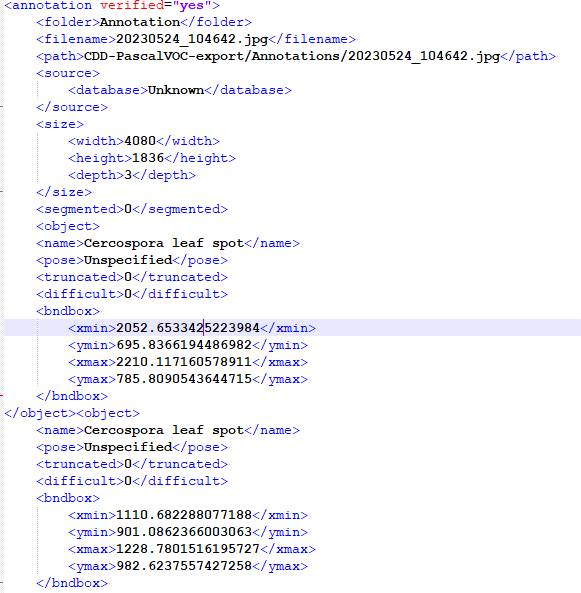 <annotation verified="yes">
<folder>Annotation</folder>
<filename>20230524_104642.jpg</filename>
<path>CDD-PascalVOC-export/Annotations/20230524_104642.jpg</path>
<source>
<database>Unknown</database>
</source>
<size>
<width>4080</width>
<height>1836</height>
<depth>3</depth>
</size>
<segmented>0</segmented>
<object>
<name>Cercospora leaf spot</name>
<pose>Unspecified</pose>
<truncated>0</truncated>
<difficult>0</difficult>
<bndbox>
<xmin>2052.6533425223984</xmin>
<ymin>695.8366194486982</ymin>
<xmax>2210.117160578911</xmax>
<ymax>785.8090543644715</ymax>
</bndbox>
</object><object>
<name>Cercospora leaf spot</name>
<pose>Unspecified</pose>
<truncated>0</truncated>
<difficult>0</difficult>
<bndbox>
<xmin>1110.682288077188</xmin>
<ymin>901.0862366003063</ymin>
<xmax>1228.7801516195727</xmax>
<ymax>982.6237557427258</ymax>
</bndbox>